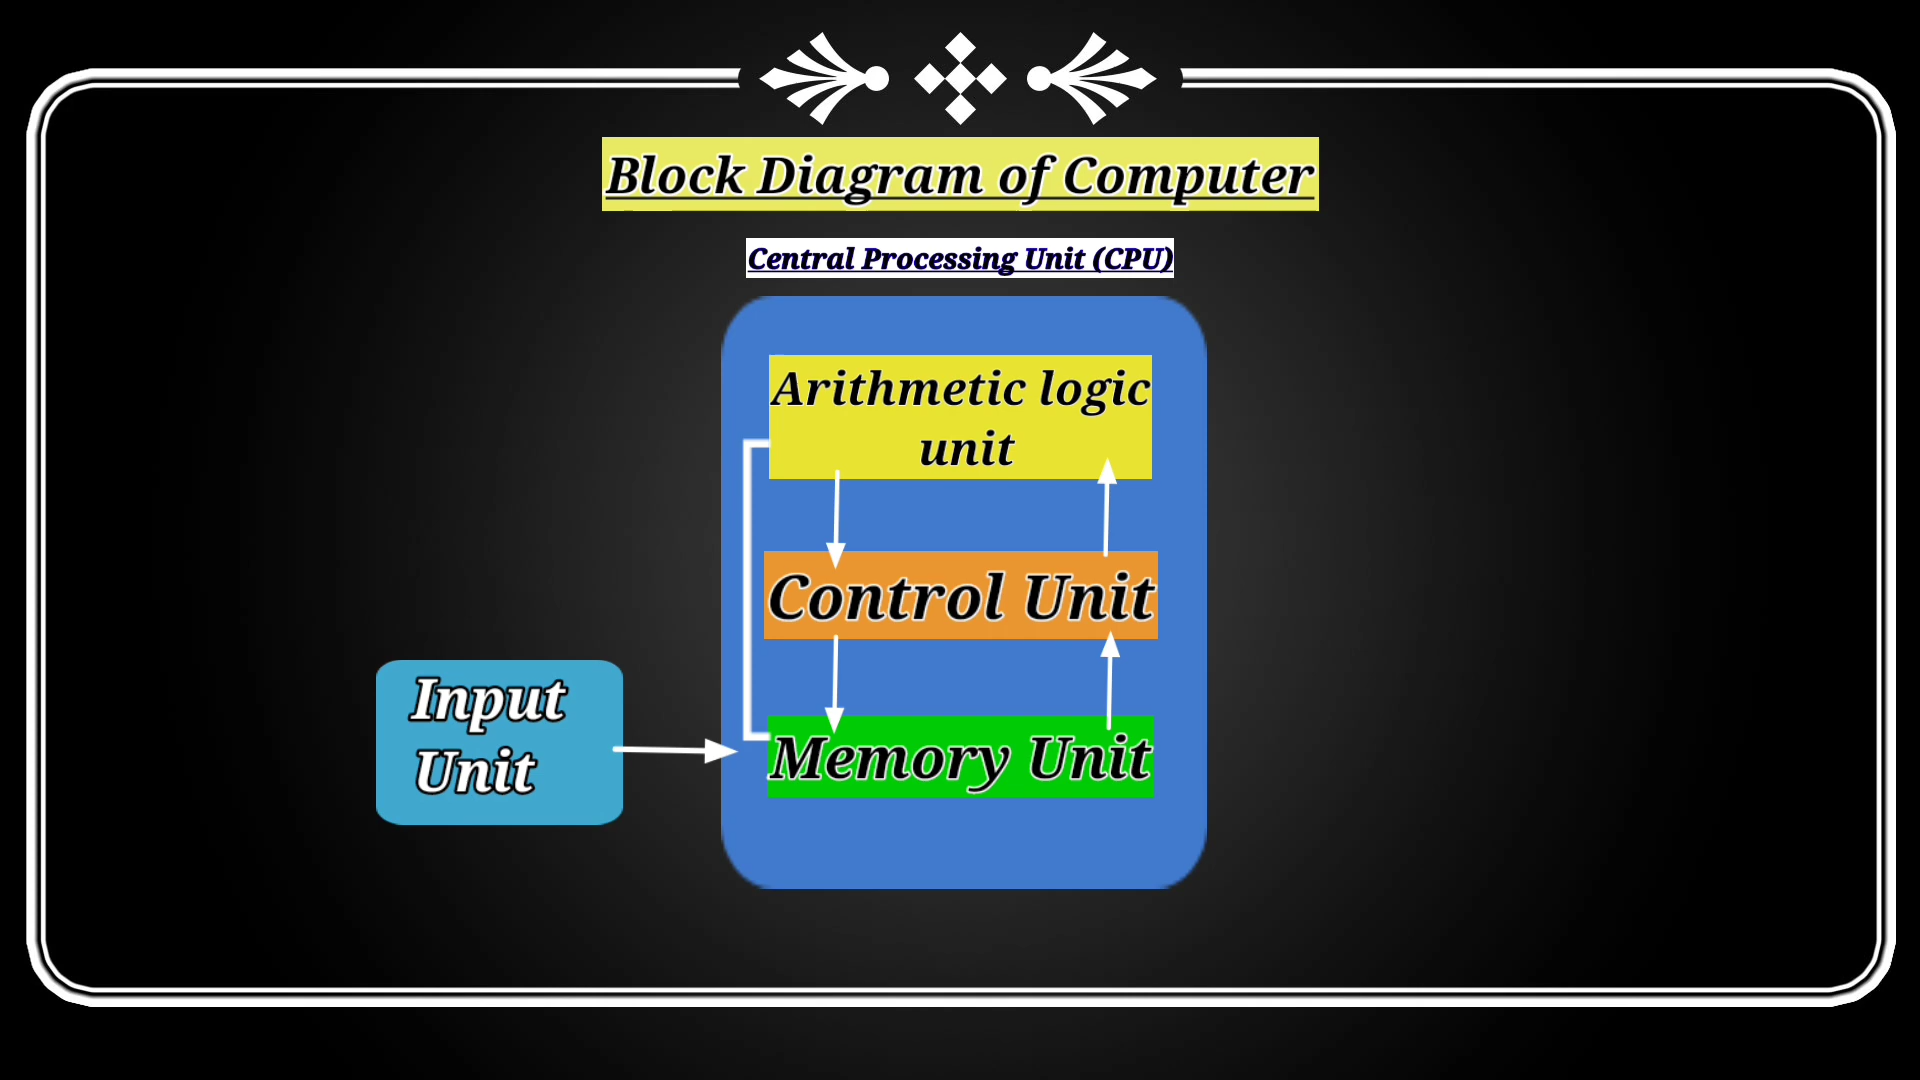 Block Diagram of Computer
Central Processing Unit (CPU)
Arithmetic logic
unit
Control Unit
Input
Unit
Memory Unit